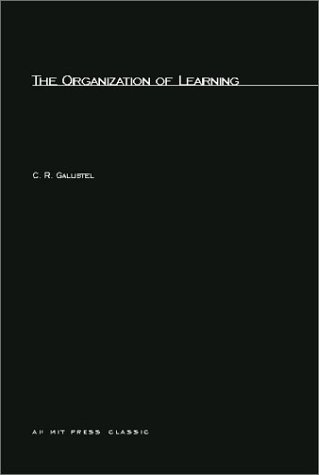 The Organization of Learning
C. R. Gallistel
AN MIT PRESS CLASSIC